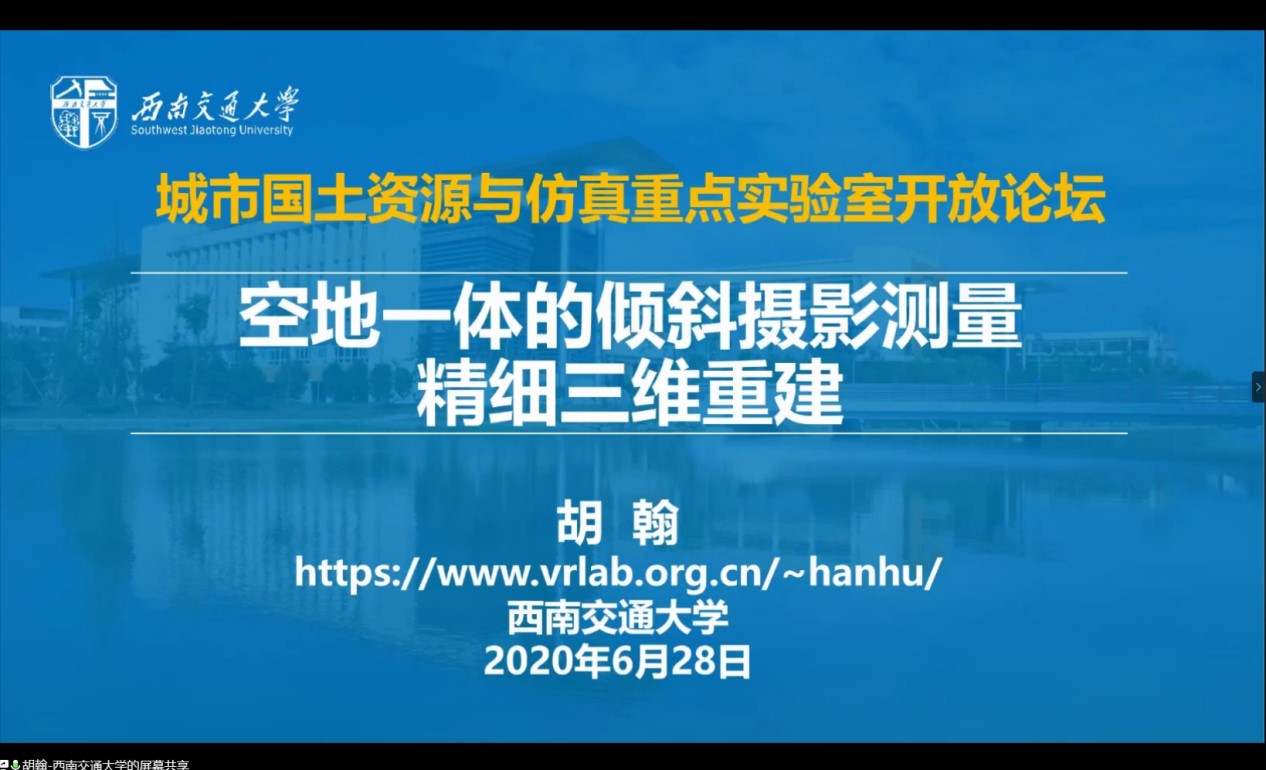 西南交通大学
Southwest Jiaotong University
城市国土资源与仿真重点实验室开放论坛
空地一体的倾斜摄影测量
精细三维重建
胡 翰
https://www.vrlab.org.cn/~hanhu/
西南交通大学
2020年6月28日
胡翰-西南交通大学的屏幕共享